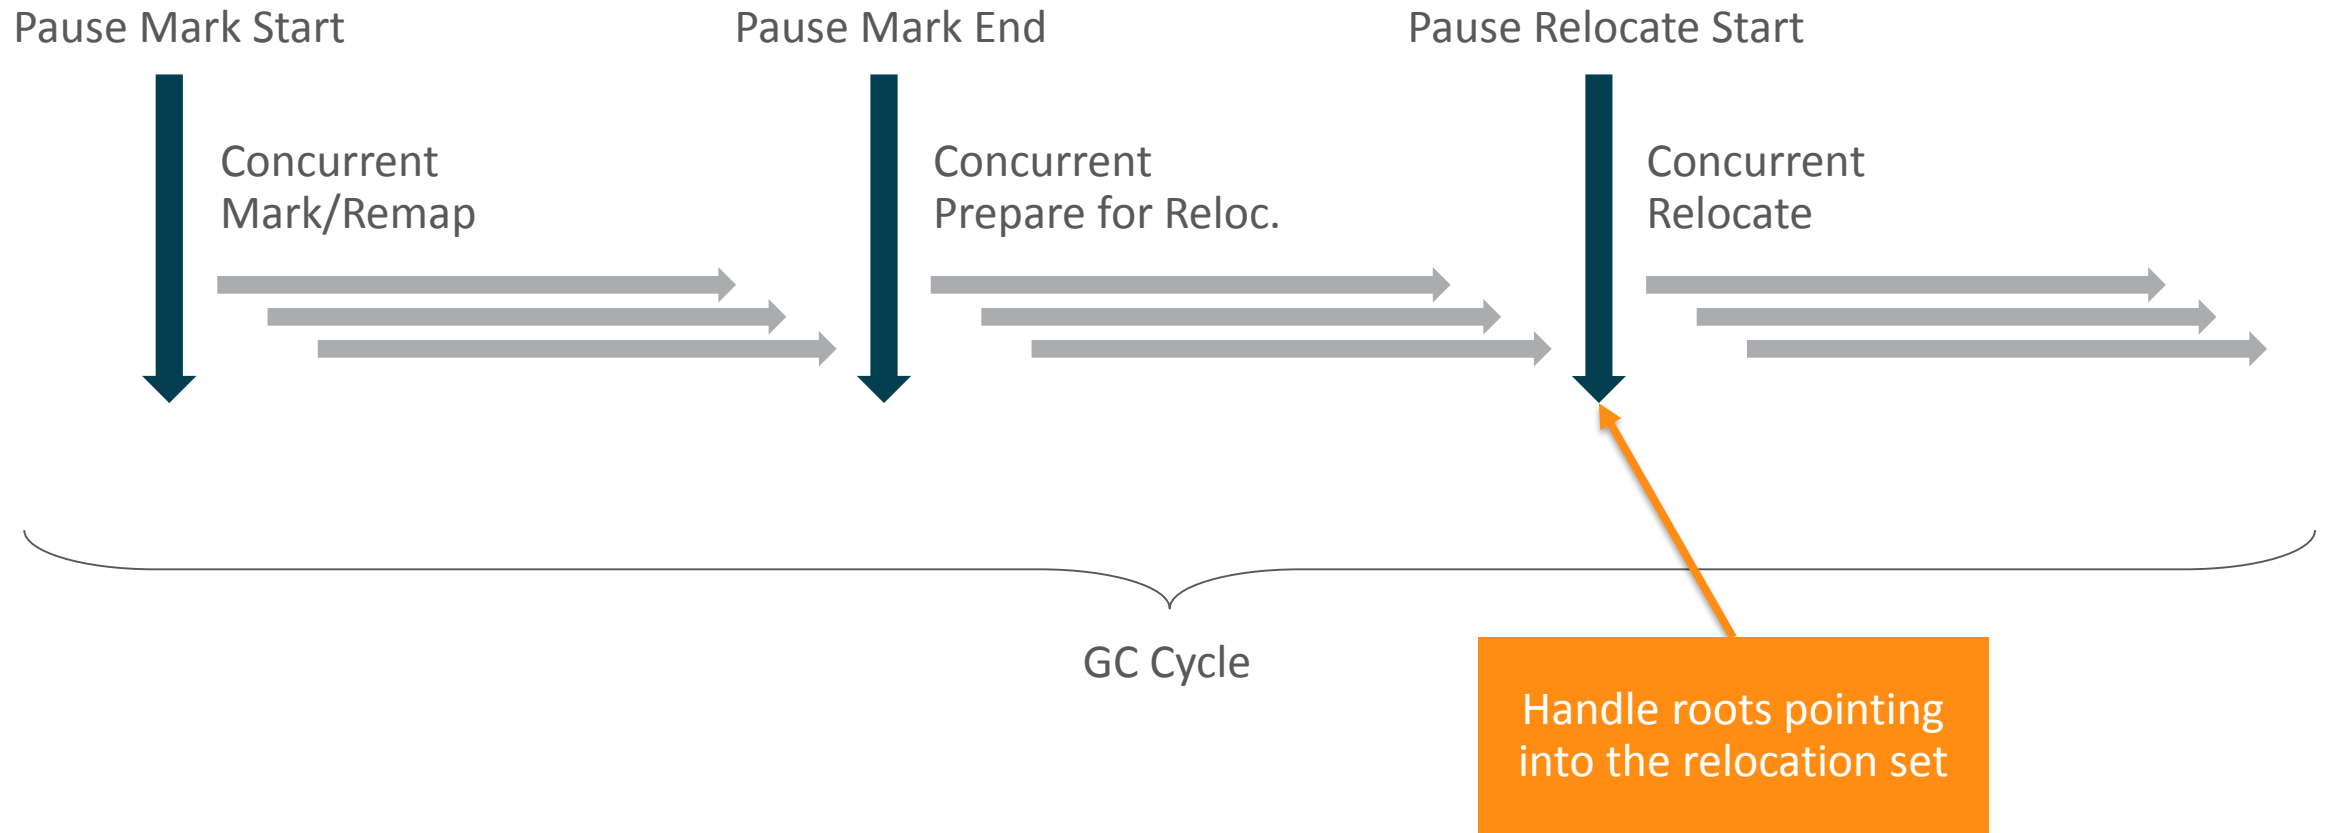 Pause Mark Start
Pause Mark End
Pause Relocate Start
Concurrent
Mark/Remap
Concurrent
Prepare for Reloc.
Concurrent
Relocate
GC Cycle
Handle roots pointing
into the relocation set